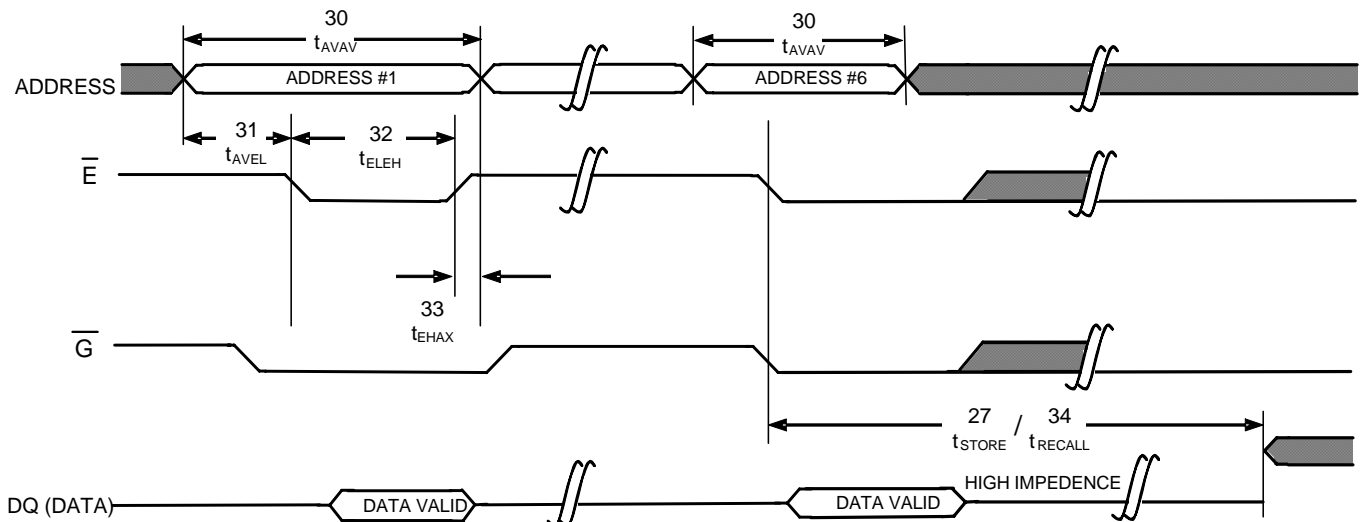 30 30
tAVAV tAVAV
ADDRESS ADDRESS #1 ADDRESS #6
31 32
tAVEL tELEH
E
33
tEHAX
G
27 / 34
tSTORE tRECALL
HIGH IMPEDENCE
DQ (DATA) DATA VALID DATA VALID